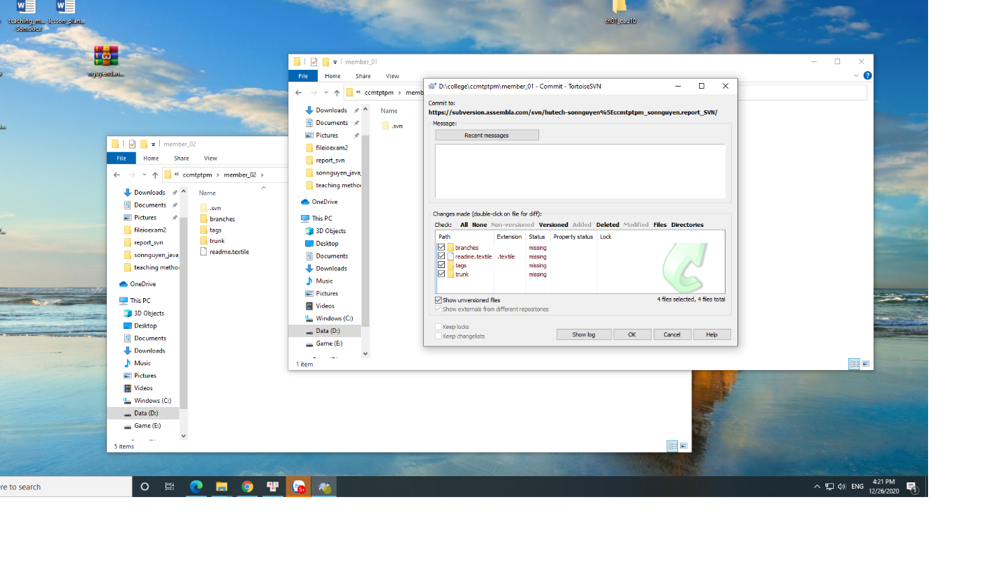 teaching_m... lesson_plan...
- Son.docx
th01_cau10
nguyendan...
member_01
File Home Share View
« ccmtptpm › memb
Downloads
Documents
Pictures
fileioexam2
report_svn
sonnguyen_java_
teaching metho
OneDrive
This PC
3D Objects
Desktop
Documents
Downloads
Music
Pictures
Videos
Windows (C:)
Data (D:)
Game (E:)
1 item
Name
.svn
D:\college\ccmtptpm\member_01 - Commit - TortoiseSVN
Commit to:
https://subversion.assembla.com/svn/hutech-sonnguyen%5Eccmtptpm_sonnguyen.report_SVN/
Message:
Recent messages
Changes made (double-click on file for diff):
Check: All None Non-versioned Versioned Added Deleted Modified Files Directories
Path Extension Status Property status Lock
branches missing
readme.textile .textile missing
tags missing
trunk missing
Show unversioned files 4 files selected, 4 files total
Show externals from different repositories
Keep locks
Keep changelists
Show log OK Cancel Help
member_02
File Home Share View
« ccmtptpm › member_02 ›
Downloads
Documents
Pictures
fileioexam2
report_svn
sonnguyen_java_
teaching metho
OneDrive
This PC
3D Objects
Desktop
Documents
Downloads
Music
Pictures
Videos
Windows (C:)
Data (D:)
Game (E:)
5 items
Name
.svn
branches
tags
trunk
readme.textile
re to search
5+
ENG
4:21 PM
12/26/2020
1